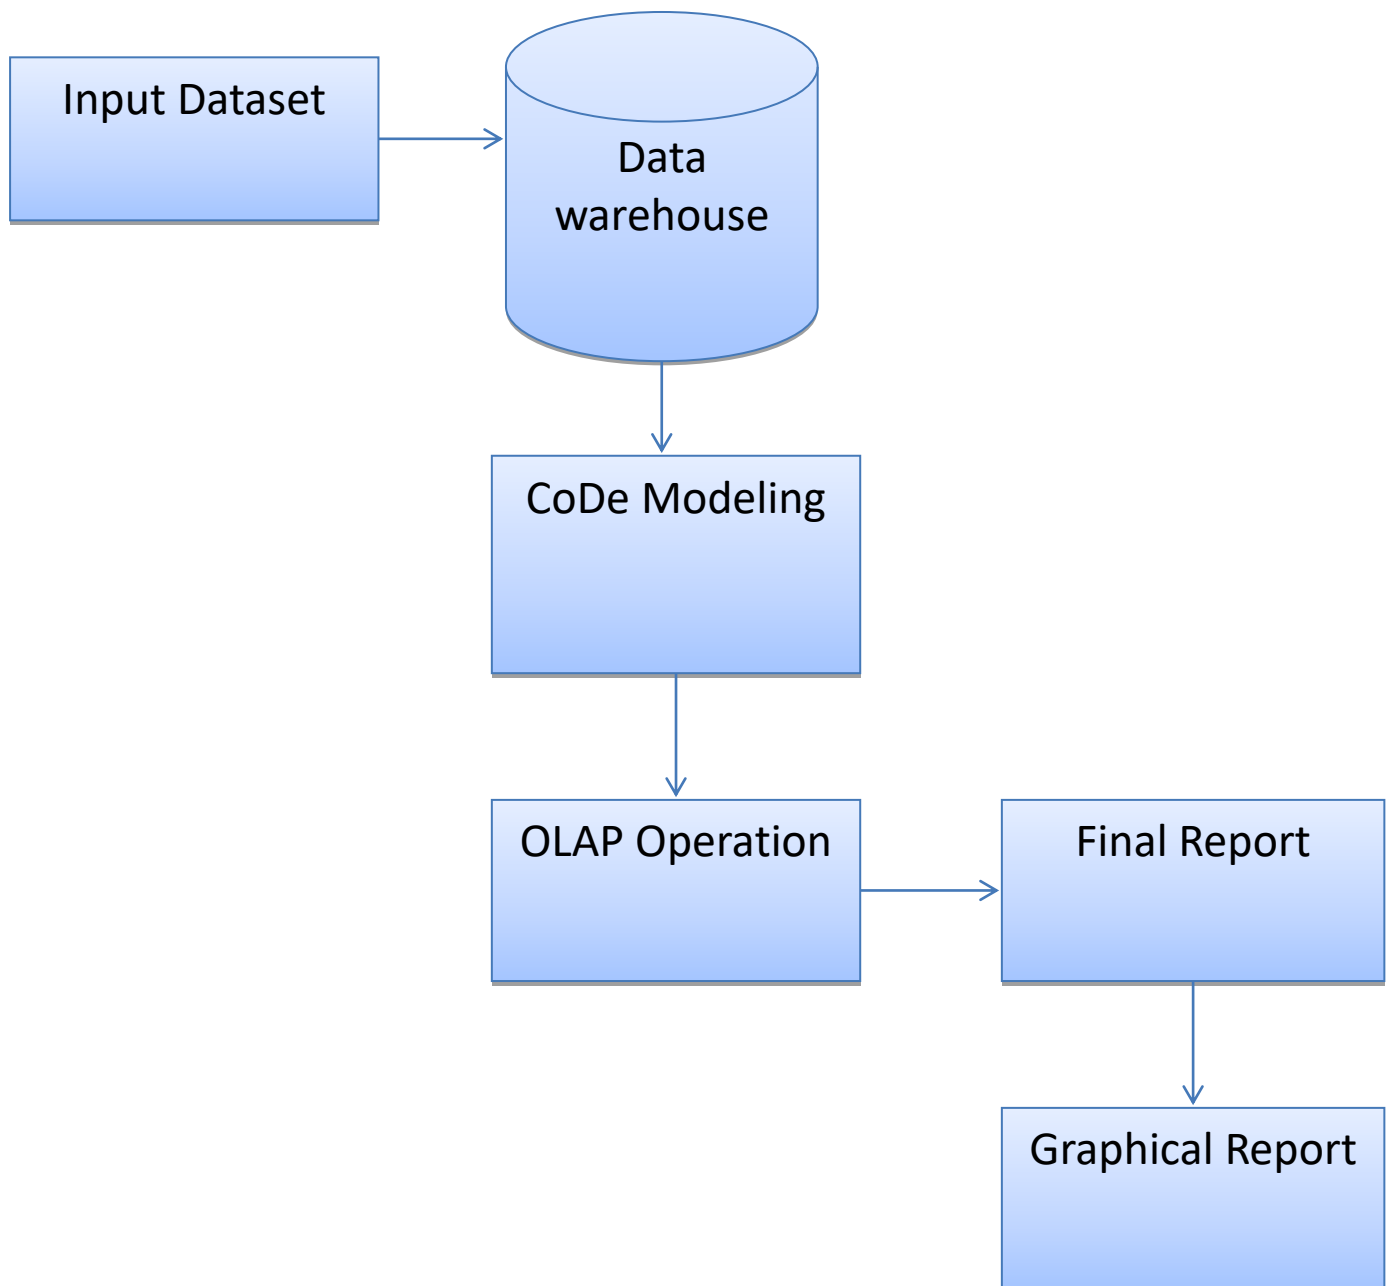 Input Dataset
Data
warehouse
CoDe Modeling
OLAP Operation
Final Report
Graphical Report